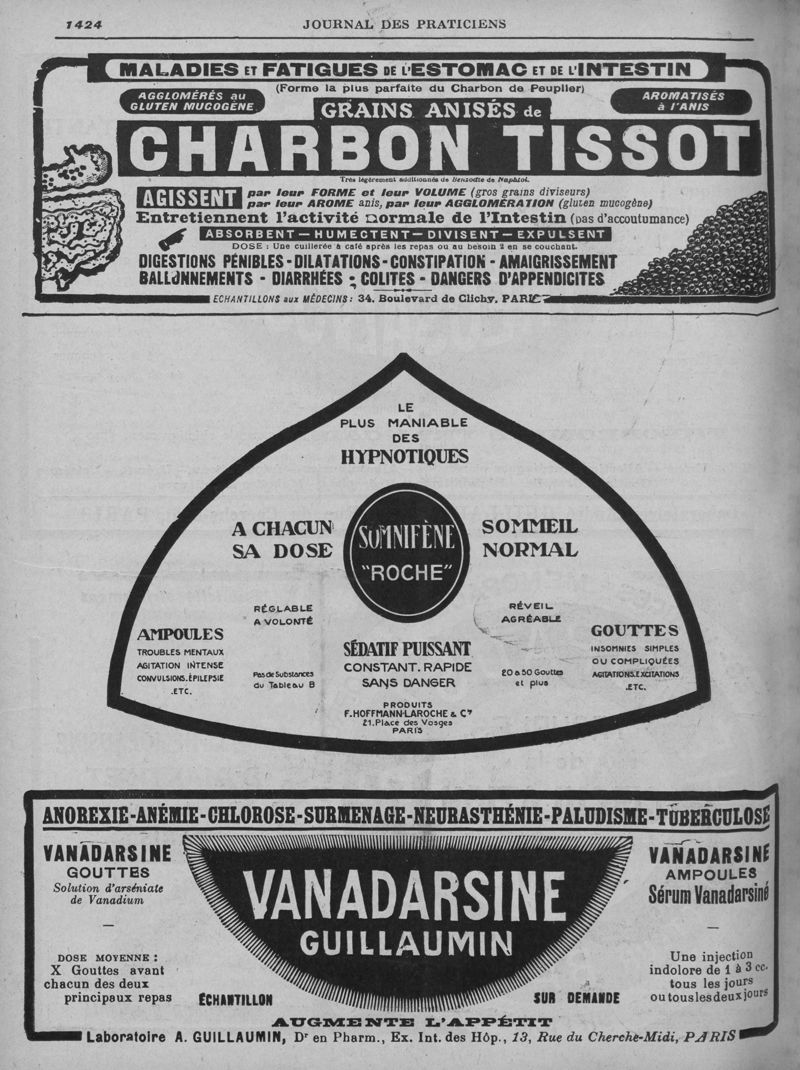 1424
JOURNAL DES PRATICIENS
MALADIES ET FATIGUES DE L'ESTOMAC ET DE L'INTESTIN
(Forme la plus parfaite du Charbon de Peuplier)
AGGLOMÉRÉS au
GLUTEN MUCOGÈNE
AROMATISÉS
à l'ANIS
GRAINS ANISÉS de
CHARBON TISSOT
Très légèrement additionnés de Benzoate de Naphtol.
AGISSENT
par leur FORME et leur VOLUME (gros grains diviseurs)
par leur AROME anis, par leur AGGLOMÉRATION (gluten mucogène)
Entretiennent l'activité normale de l'Intestin (pas d'accoutumance)
ABSORBENT — HUMECTENT — DIVISENT — EXPULSENT
DOSE : Une cuillerée à café après les repas ou au besoin 2 en se couchant.
DIGESTIONS PÉNIBLES - DILATATIONS - CONSTIPATION - AMAIGRISSEMENT
BALLONNEMENTS - DIARRHÉES - COLITES - DANGERS D'APPENDICITES
ECHANTILLONS aux MÉDECINS : 34, Boulevard de Clichy, PARIS
LE
PLUS MANIABLE
DES
HYPNOTIQUES
A CHACUN
SA DOSE
SOMNIFÈNE
"ROCHE"
SOMMEIL
NORMAL
RÉGLABLE
A VOLONTÉ
RÉVEIL
AGRÉABLE
AMPOULES
TROUBLES MENTAUX
AGITATION INTENSE
CONVULSIONS. ÉPILEPSIE
.ETC.
Pas de Substances
du Tableau B
SÉDATIF PUISSANT
CONSTANT. RAPIDE
SANS DANGER
20 a 50 Gouttes
et plus
GOUTTES
INSOMNIES SIMPLES
OU COMPLIQUÉES
AGITATIONS. EXCITATIONS
.ETC.
PRODUITS
F. HOFFMANN-LAROCHE & Cº
21. Place des Vosges
PARIS
ANOREXIE-ANÉMIE-CHLOROSE-SURMENAGE-NEURASTHÉNIE-PALUDISME-TUBERCULOSE
VANADARSINE
GOUTTES
Solution d'arséniate
de Vanadium
DOSE MOYENNE :
X Gouttes avant
chacun des deux
principaux repas
VANADARSINE
GUILLAUMIN
VANADARSINE
AMPOULES
Sérum Vanadarsiné
Une injection
indolore de 1 à 3 cc.
tous les jours
ou tous les deux jours
ÉCHANTILLON
SUR DEMANDE
AUGMENTE L'APPÉTIT
Laboratoire A. GUILLAUMIN, Dr en Pharm., Ex. Int. des Hôp., 13, Rue du Cherche-Midi, PARIS